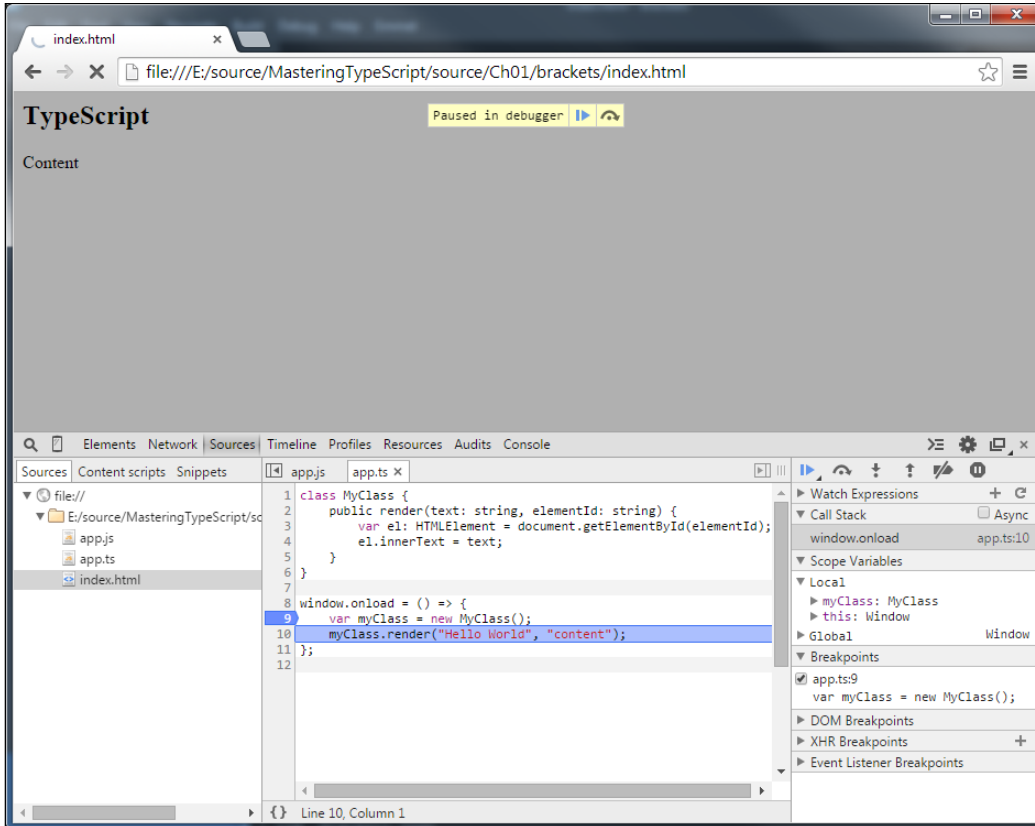 index.html ×
file:///E:/source/MasteringTypeScript/source/Ch01/brackets/index.html
TypeScript
Paused in debugger
Content
Elements Network Sources Timeline Profiles Resources Audits Console
Sources Content scripts Snippets
file://
E:/source/MasteringTypeScript/sc
app.js
app.ts
index.html
app.js app.ts ×
1 class MyClass {
2 public render(text: string, elementId: string) {
3 var el: HTMLElement = document.getElementById(elementId);
4 el.innerText = text;
5 }
6 }
7
8 window.onload = () => {
9 var myClass = new MyClass();
10 myClass.render("Hello World", "content");
11 };
12
{} Line 10, Column 1
Watch Expressions
Call Stack Async
window.onload app.ts:10
Scope Variables
Local
myClass: MyClass
this: Window
Global Window
Breakpoints
app.ts:9
var myClass = new MyClass();
DOM Breakpoints
XHR Breakpoints
Event Listener Breakpoints